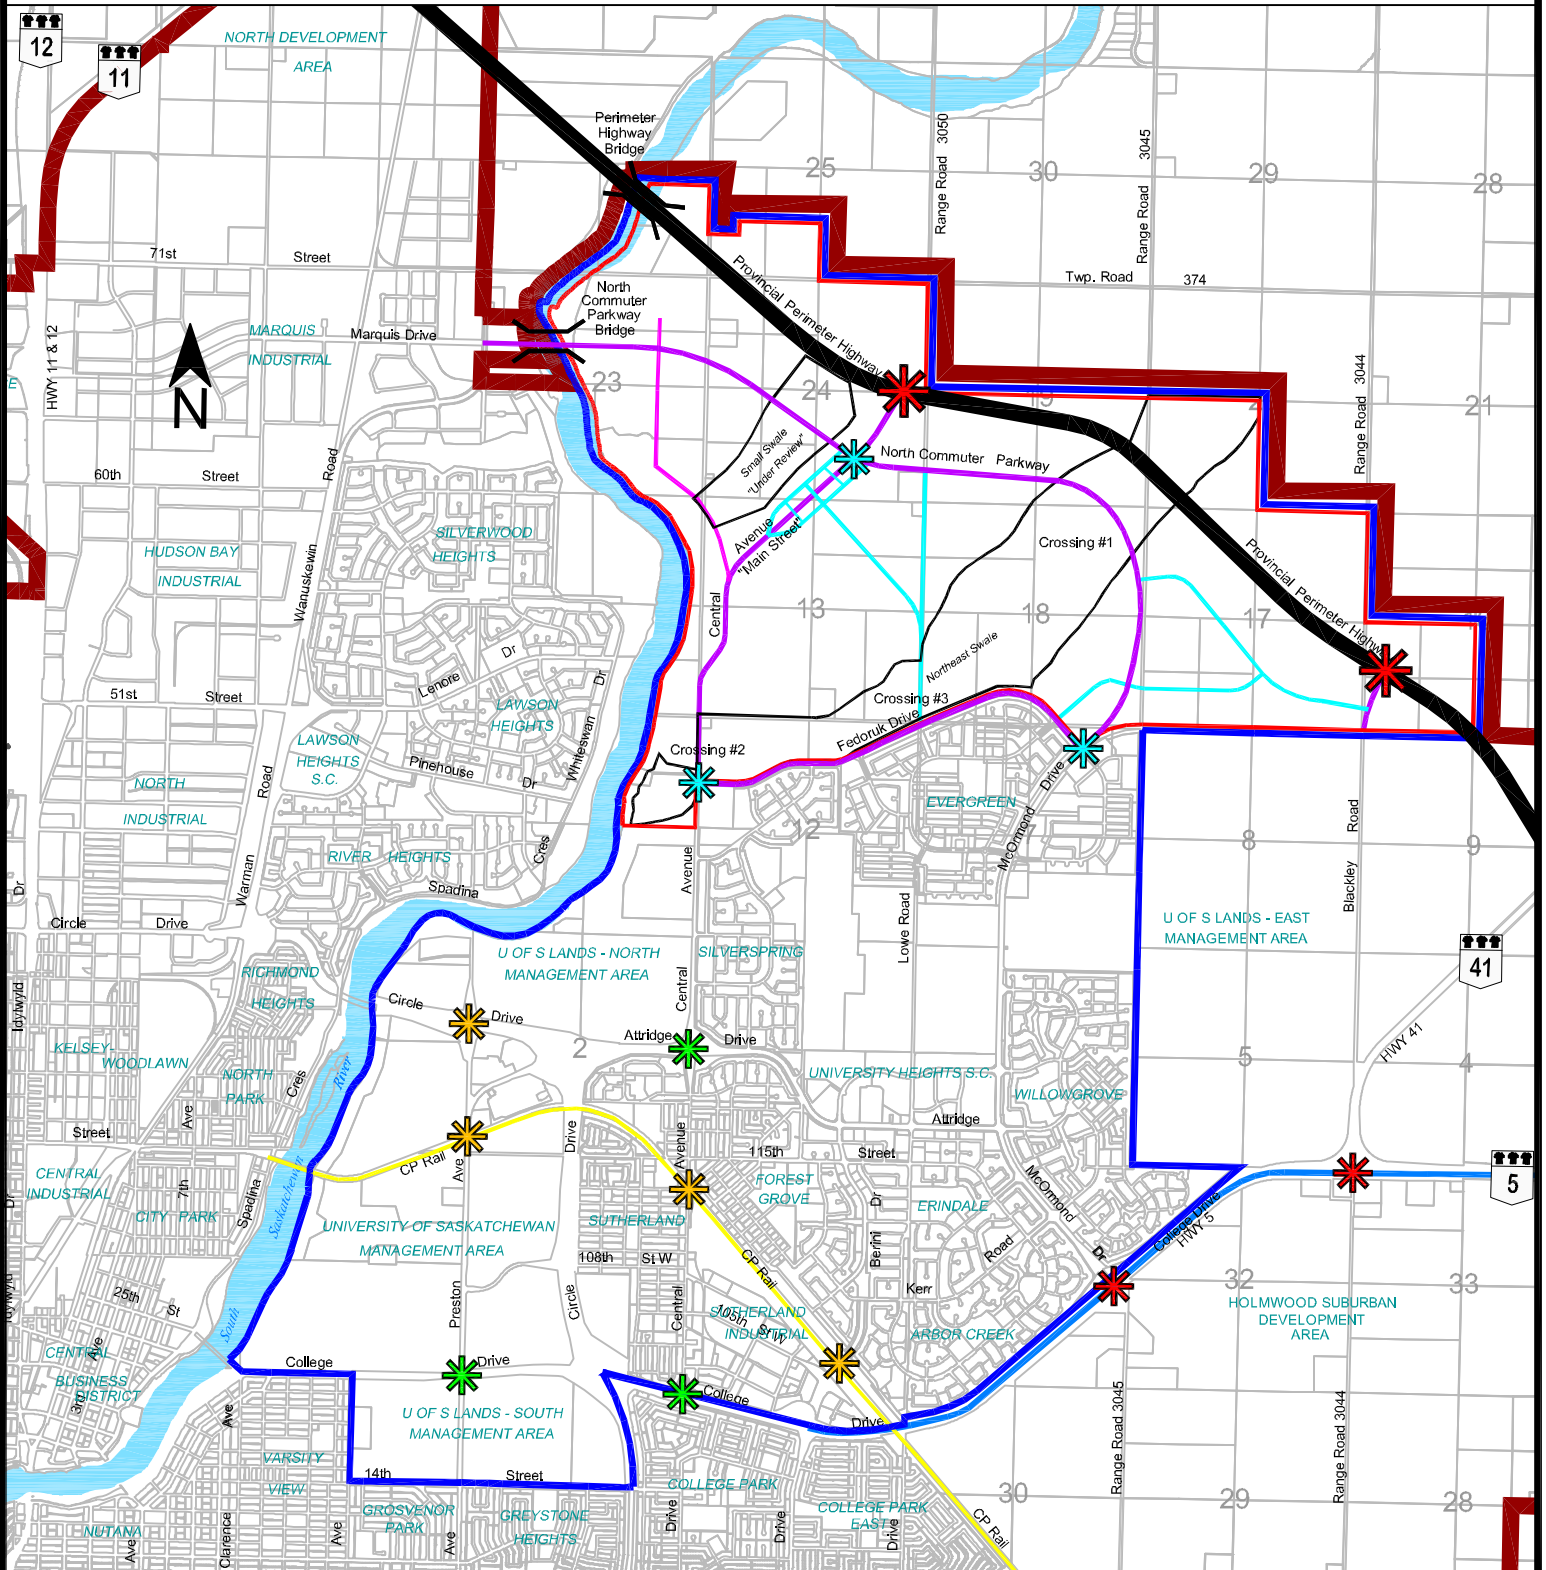 12
11
NORTH DEVELOPMENT
AREA
Perimeter
Highway
Bridge
25
Range Road 3050
30
Range Road 3045
29
28
71st Street
Twp. Road 374
North
Commuter
Parkway
Bridge
Provincial Perimeter Highway
HWY 11 & 12
MARQUIS
INDUSTRIAL
Marquis Drive
N
23
24
19
21
Range Road 3044
Small Swale
"Under Review"
North Commuter Parkway
60th Street
Wanuskewin Road
SILVERWOOD
HEIGHTS
HUDSON BAY
INDUSTRIAL
Avenue
"Main Street"
Central
Crossing #1
Provincial Perimeter Highway
13
18
17
Northeast Swale
Lenore Dr
51st Street
LAWSON
HEIGHTS
Whiteswan Dr
LAWSON
HEIGHTS
S.C.
Pinehouse Dr
Crossing #3
Fedoruk Drive
Crossing #2
NORTH
INDUSTRIAL
Warman Road
EVERGREEN
McOrmond Drive
12
8
9
Blackley Road
RIVER HEIGHTS
Cres
Spadina
Avenue
Central
Lowe Road
Dr
Circle Drive
U OF S LANDS - EAST
MANAGEMENT AREA
U OF S LANDS - NORTH
MANAGEMENT AREA
SILVERSPRING
41
RICHMOND
HEIGHTS
Idylwyld
Circle Drive
Attridge Drive
2
5
4
HWY 41
KELSEY-
WOODLAWN
NORTH
PARK
Cres
River
UNIVERSITY HEIGHTS S.C.
WILLOWGROVE
Attridge
Ave
Street
CP Rail
Ave
Drive
Avenue
115th Street
CENTRAL
INDUSTRIAL
Dr
7th
CITY PARK
Spadina
Saskatchewan
FOREST
GROVE
McOrmond
Dr
ERINDALE
5
UNIVERSITY OF SASKATCHEWAN
MANAGEMENT AREA
SUTHERLAND
Berini Dr
Road
College Drive
HWY 5
108th St W
CP Rail
Kerr
32
33
25th St
Idylwyld
South
Preston
Circle
Central
SUTHERLAND
INDUSTRIAL
105th St W
ARBOR CREEK
HOLMWOOD SUBURBAN
DEVELOPMENT
AREA
CENTRAL
BUSINESS
DISTRICT
3rd Ave
College Drive
College Drive
U OF S LANDS - SOUTH
MANAGEMENT AREA
Ave
Range Road 3045
Range Road 3044
VARSITY
VIEW
14th Street
COLLEGE PARK
30
29
28
GROSVENOR
PARK
GREYSTONE
HEIGHTS
COLLEGE PARK
EAST
CP Rail
NUTANA
Ave
Clarence
Ave
Ave
Drive
Drive
Drive